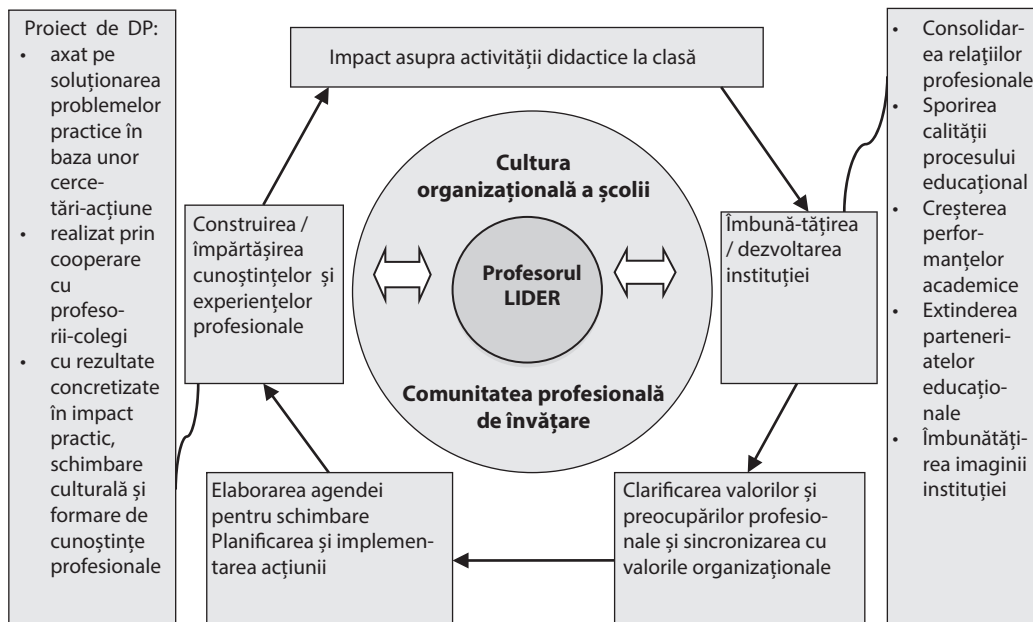 Proiect de DP:
• axat pe
soluționarea
problemelor
practice în
baza unor
cerce-
tări-acțiune
• realizat prin
cooperare
cu
profeso-
rii-colegi
• cu rezultate
concretizate
în impact
practic,
schimbare
culturală și
formare de
cunoștințe
profesionale
Impact asupra activității didactice la clasă
Construirea /
împărtășirea
cunoștințelor și
experiențelor
profesionale
Cultura
organizațională a școlii
Profesorul
LIDER
Comunitatea profesională
de învățare
Îmbună-tățirea
/ dezvoltarea
instituției
Elaborarea agendei
pentru schimbare
Planificarea și implemen-
tarea acțiunii
Clarificarea valorilor și
preocupărilor profesio-
nale și sincronizarea cu
valorile organizaționale
• Consolidar-
ea relaţiilor
profesionale
• Sporirea
calității
procesului
educațional
• Creșterea
perfor-
manțelor
academice
• Extinderea
parteneri-
atelor
educațio-
nale
• Îmbunătăți-
rea imaginii
instituției